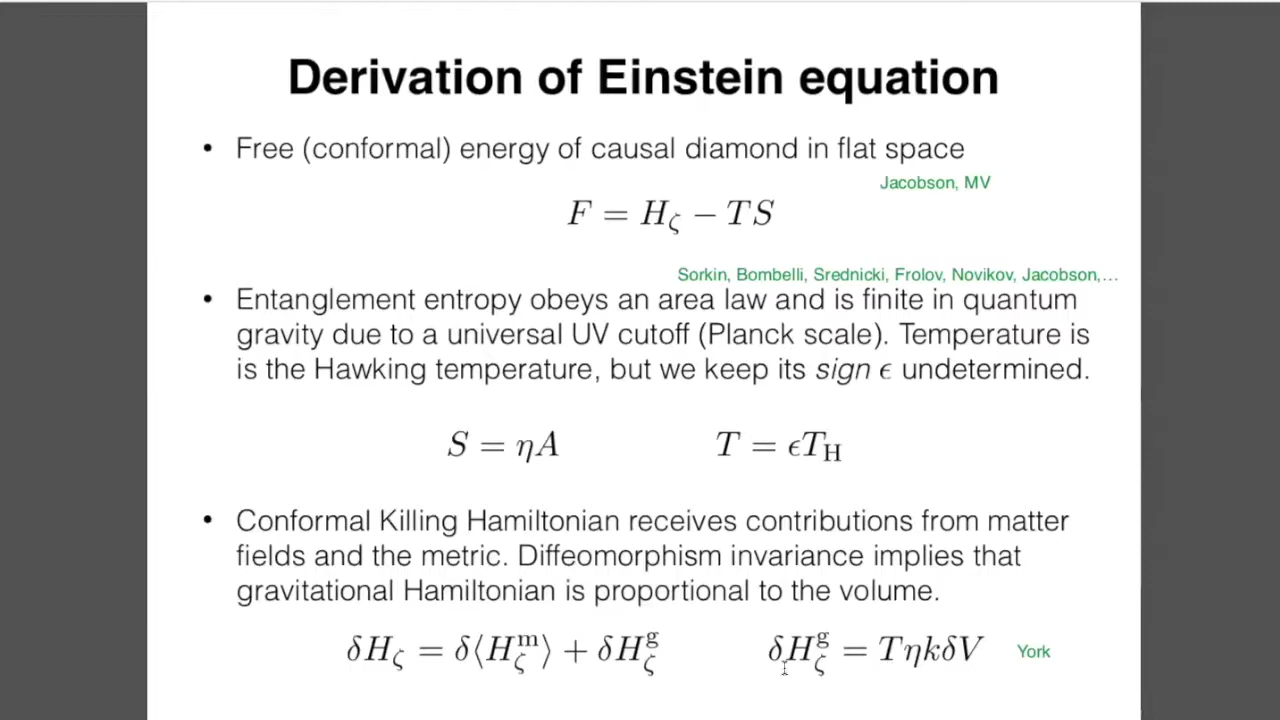 Derivation of Einstein equation
• Free (conformal) energy of causal diamond in flat space
Jacobson, MV
F = H_ζ − TS
Sorkin, Bombelli, Srednicki, Frolov, Novikov, Jacobson,…
• Entanglement entropy obeys an area law and is finite in quantum
gravity due to a universal UV cutoff (Planck scale). Temperature is
is the Hawking temperature, but we keep its sign ϵ undetermined.
S = ηA T = ϵT_H
• Conformal Killing Hamiltonian receives contributions from matter
fields and the metric. Diffeomorphism invariance implies that
gravitational Hamiltonian is proportional to the volume.
δH_ζ = δ⟨H_ζ^m⟩ + δH_ζ^g δH_ζ^g = TηkδV York